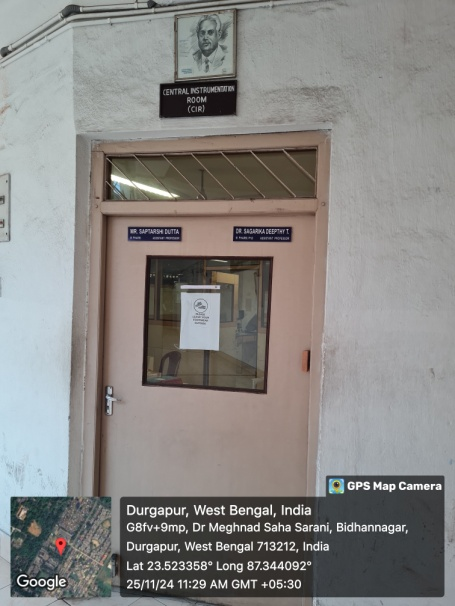 CENTRAL INSTRUMENTATION
ROOM
(CIR)
MR. SAPTARSHI DUTTA
ASSISTANT PROFESSOR
DR. SAGARIKA DEEPTHY T.
ASSISTANT PROFESSOR
GPS Map Camera
Google
Durgapur, West Bengal, India
G8fv+9mp, Dr Meghnad Saha Sarani, Bidhannagar,
Durgapur, West Bengal 713212, India
Lat 23.523358° Long 87.344092°
25/11/24 11:29 AM GMT +05:30